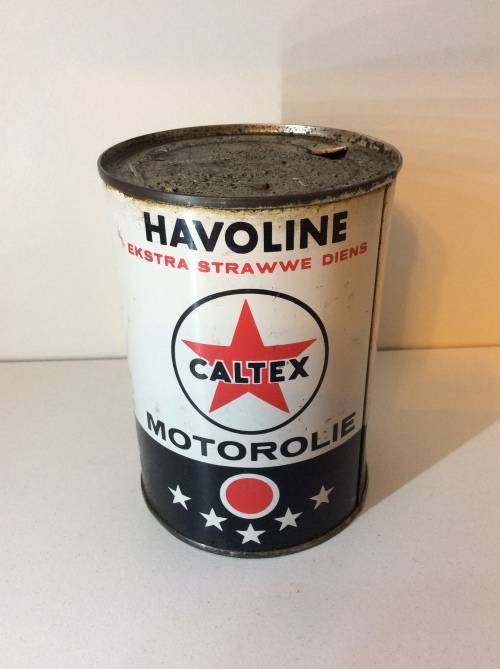 HAVOLINE
EKSTRA STRAWWE DIENS
CALTEX
MOTOROLIE